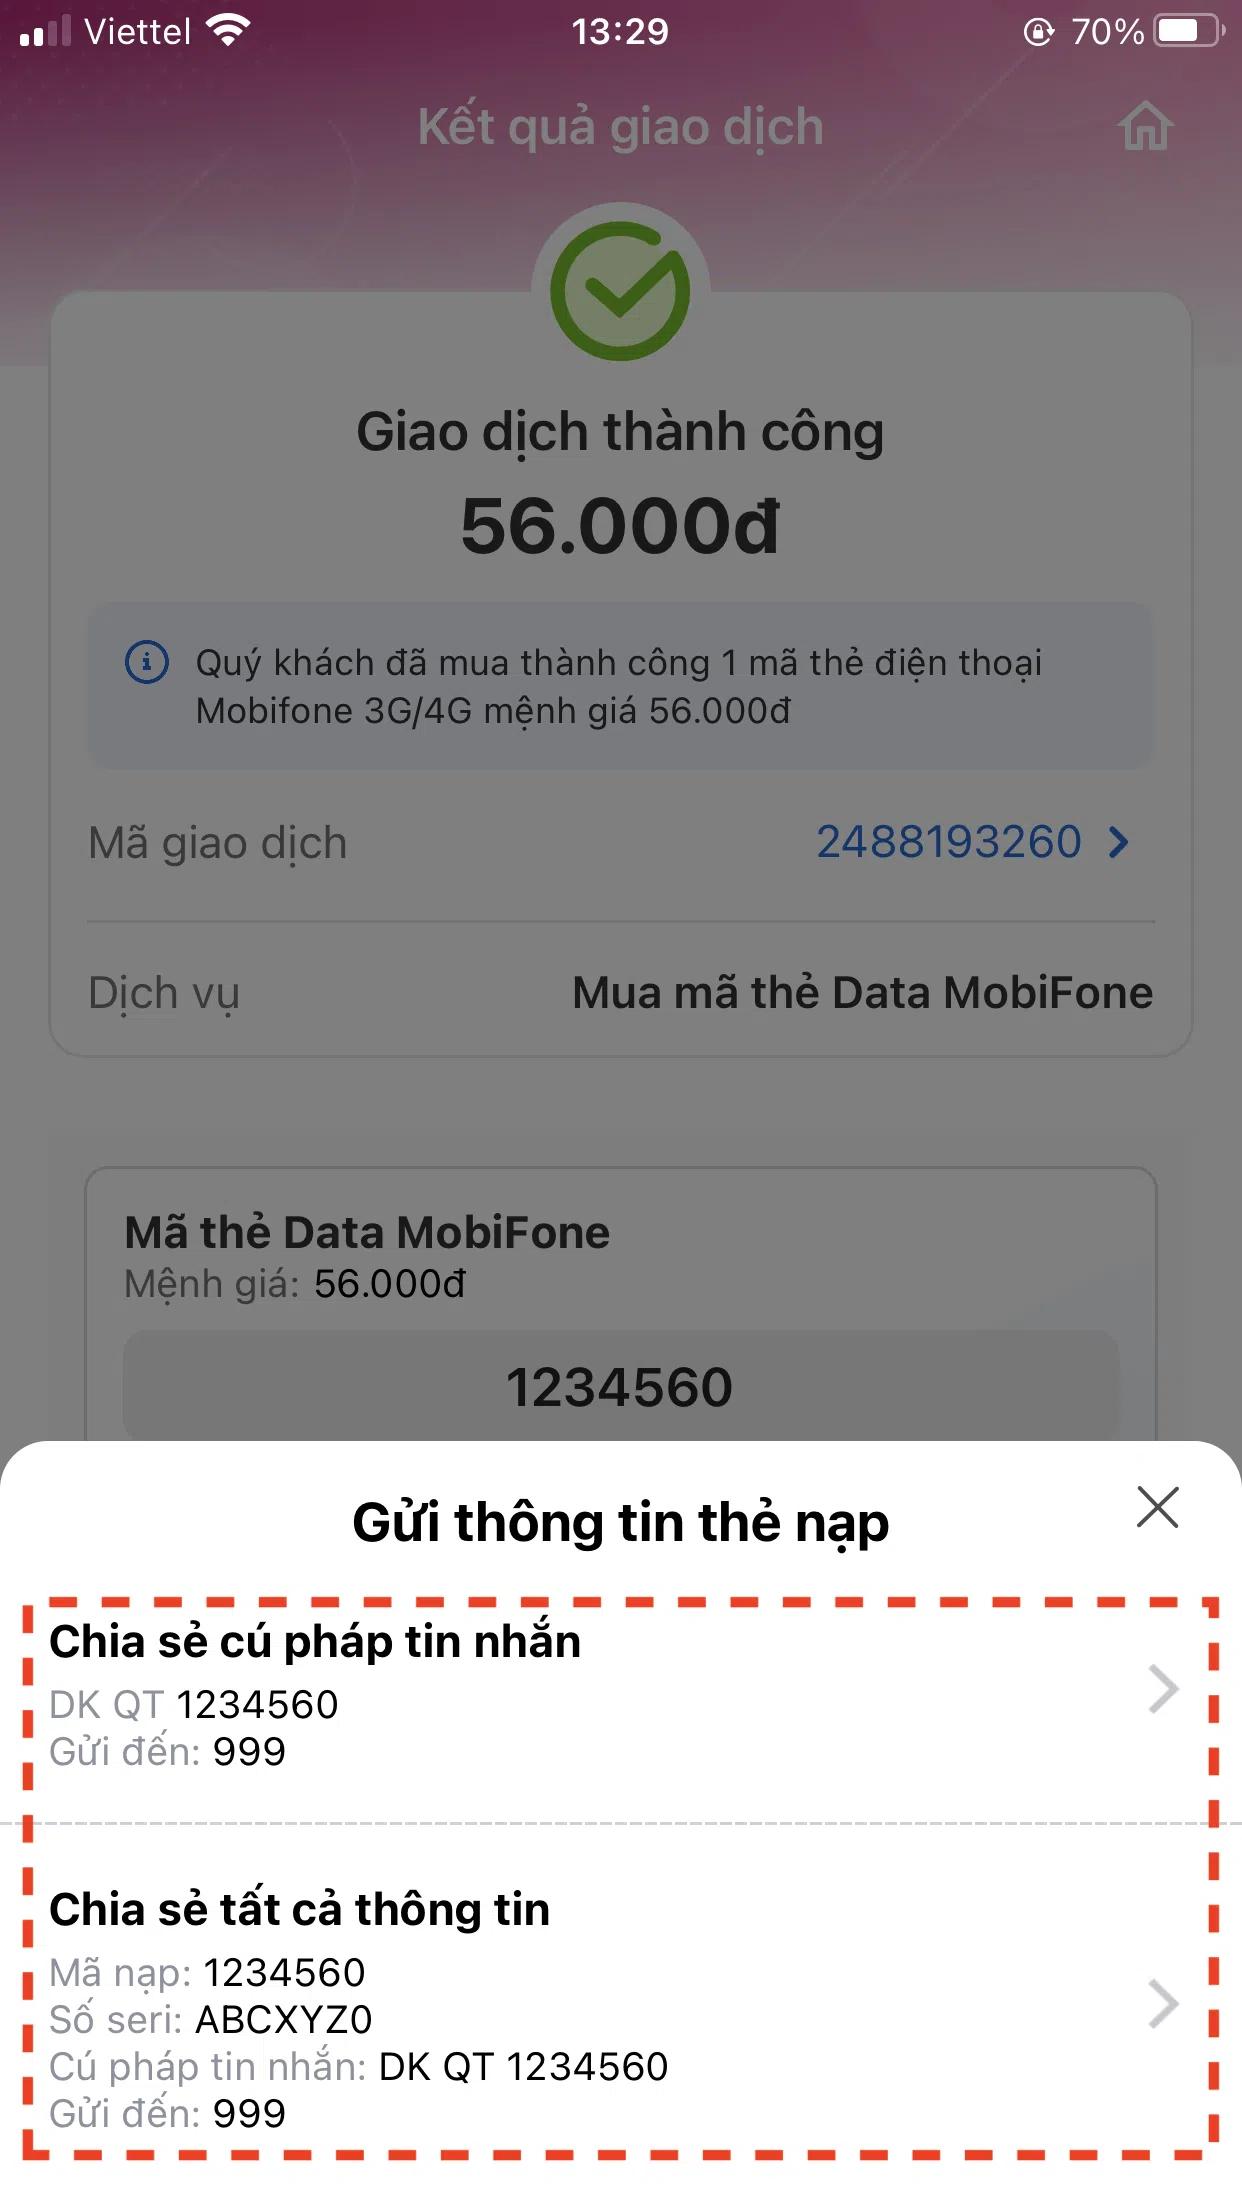 Viettel 13:29 70%
Kết quả giao dịch
Giao dịch thành công
56.000đ
Quý khách đã mua thành công 1 mã thẻ điện thoại
Mobifone 3G/4G mệnh giá 56.000đ
Mã giao dịch 2488193260
Dịch vụ Mua mã thẻ Data MobiFone
Mã thẻ Data MobiFone
Mệnh giá: 56.000đ
1234560
Gửi thông tin thẻ nạp
Chia sẻ cú pháp tin nhắn
DK QT 1234560
Gửi đến: 999
Chia sẻ tất cả thông tin
Mã nạp: 1234560
Số seri: ABCXYZ0
Cú pháp tin nhắn: DK QT 1234560
Gửi đến: 999